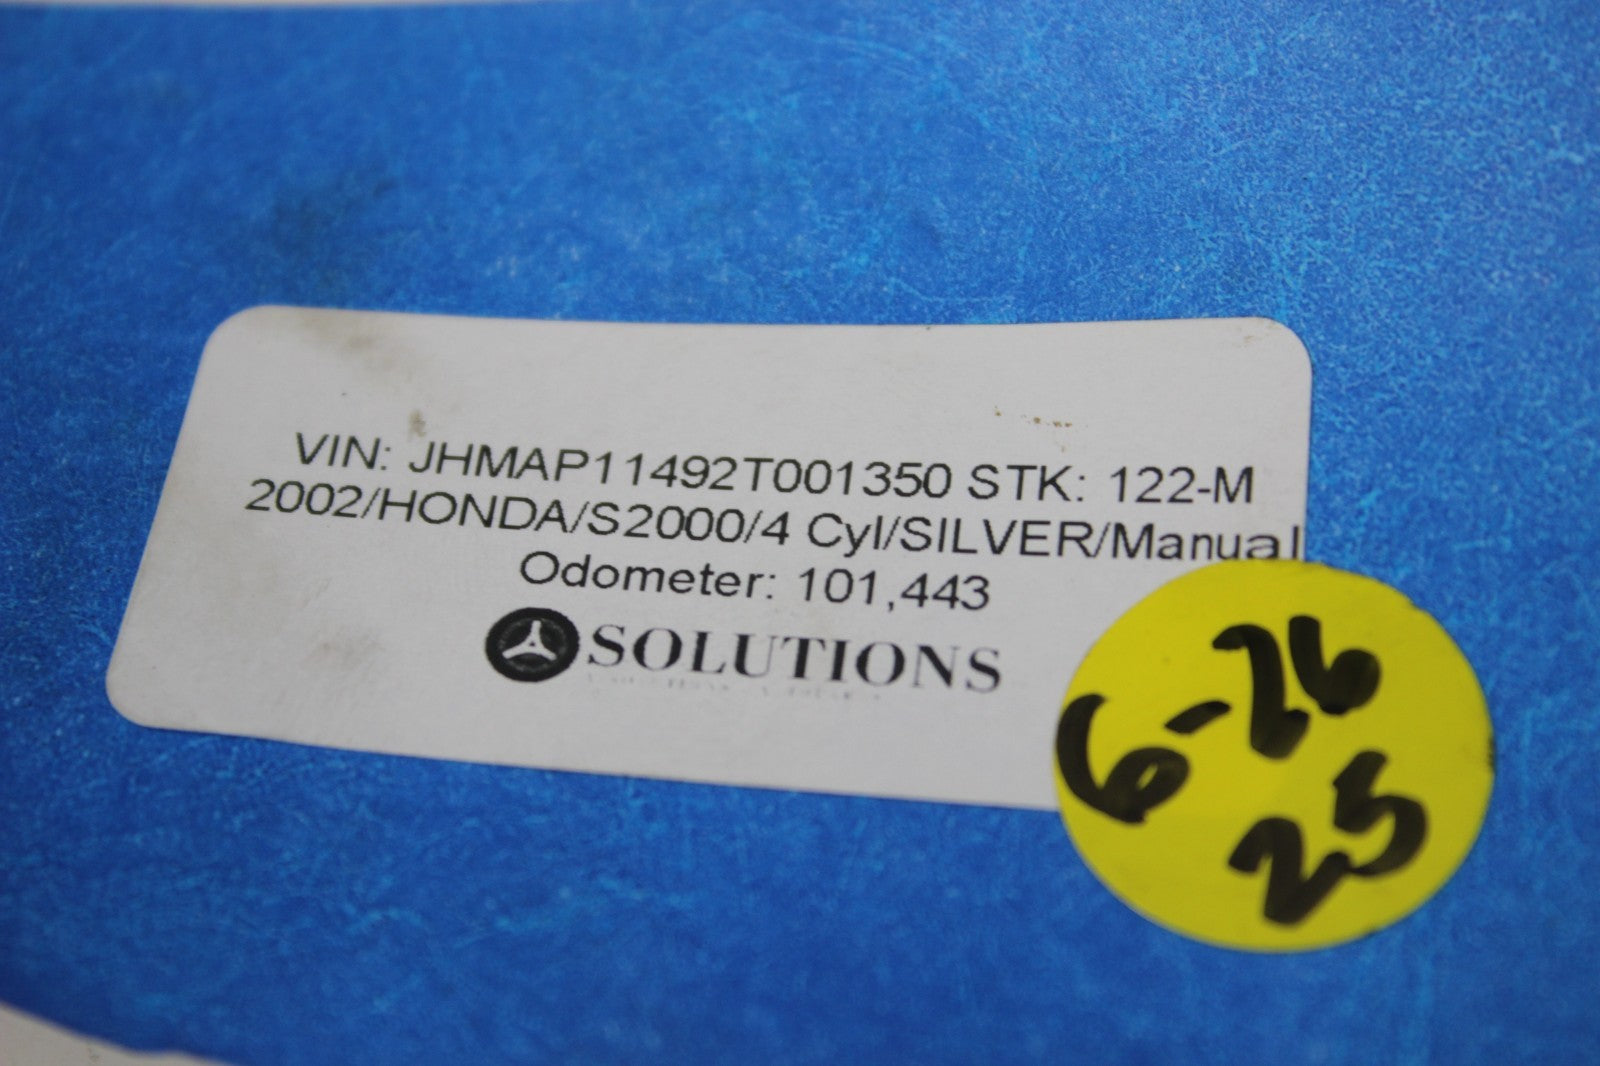 VIN: JHMAP11492T001350 STK: 122-M
2002/HONDA/S2000/4 Cyl/SILVER/Manual
Odometer: 101,443
SOLUTIONS
6-26
25